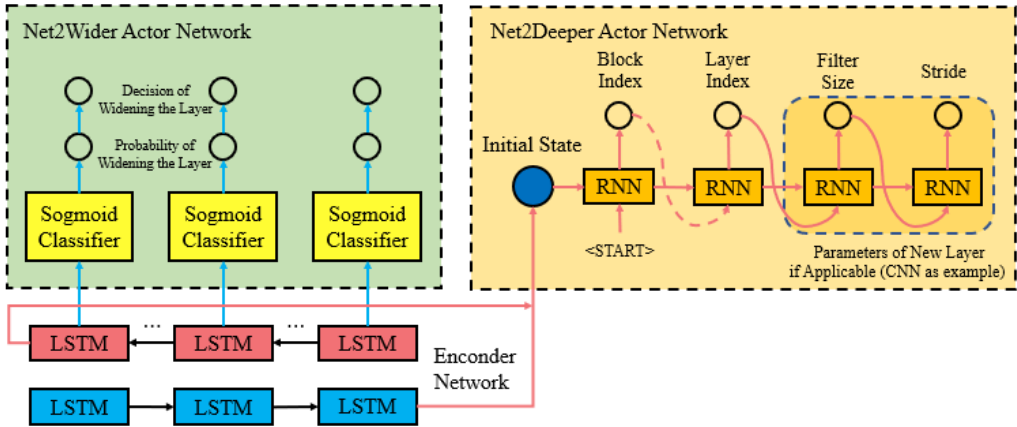 Net2Wider Actor Network
Decision of
Widening the Layer
Probability of
Widening the Layer
Sogmoid
Classifier
Sogmoid
Classifier
Sogmoid
Classifier
Net2Deeper Actor Network
Block
Index
Layer
Index
Filter
Size
Stride
Initial State
RNN
RNN
RNN
RNN
<START>
Parameters of New Layer
if Applicable (CNN as example)
...
...
LSTM
LSTM
LSTM
Enconder
Network
LSTM
LSTM
LSTM